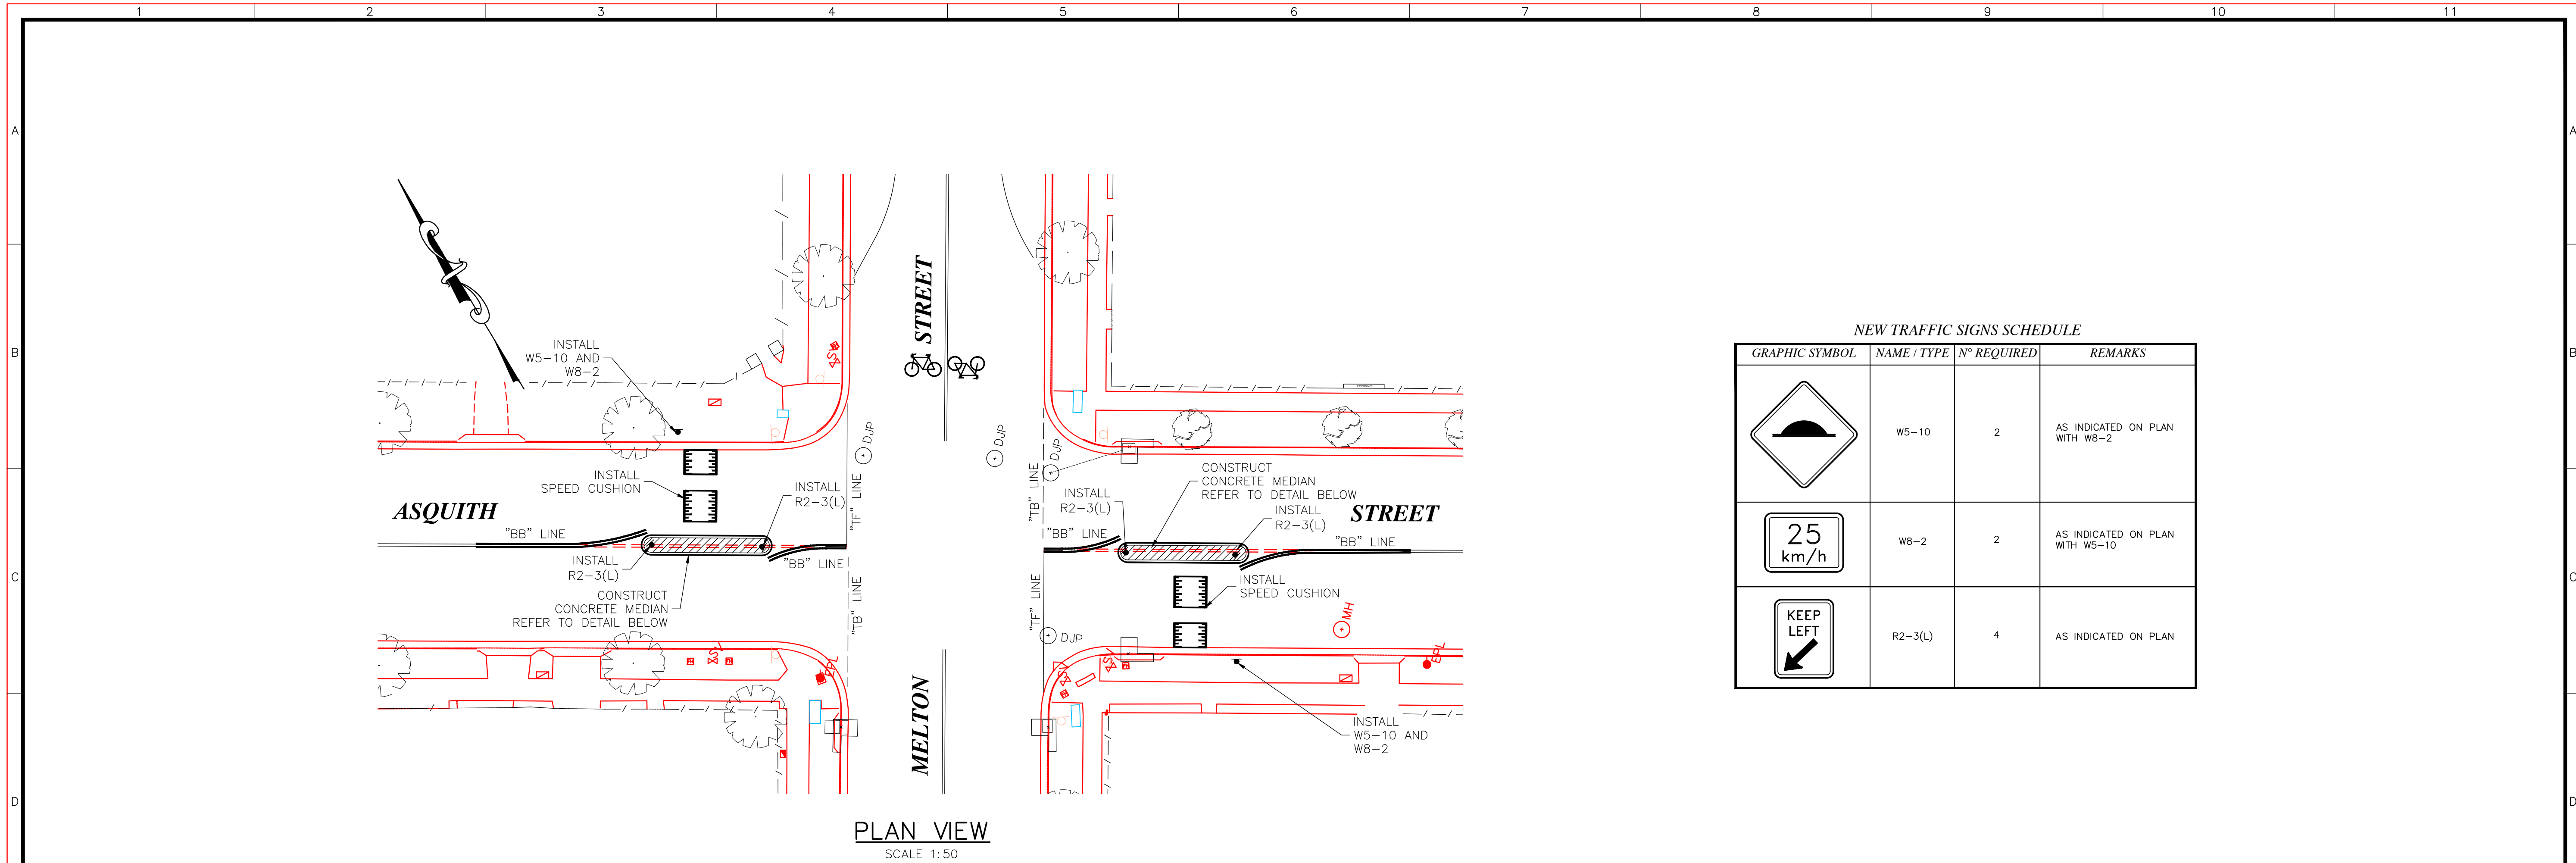 1 2 3 4 5 6 7 8 9 10 11
A
A
B
B
C
C
D
D
STREET
INSTALL
W5-10 AND
W8-2
SV
DJP
DJP
DJP
INSTALL
SPEED CUSHION
INSTALL
R2-3(L)
"TF" LINE
"TB" LINE
ASQUITH
"BB" LINE
INSTALL
R2-3(L)
"BB" LINE
CONSTRUCT
CONCRETE MEDIAN
REFER TO DETAIL BELOW
"TB" LINE
"TF" LINE
INSTALL
R2-3(L)
CONSTRUCT
CONCRETE MEDIAN
REFER TO DETAIL BELOW
INSTALL
R2-3(L)
STREET
"BB" LINE
"BB" LINE
INSTALL
SPEED CUSHION
DJP
MH
EPL
SV
EPL
SV
SV
MELTON
INSTALL
W5-10 AND
W8-2
PLAN VIEW
SCALE 1:50
NEW TRAFFIC SIGNS SCHEDULE
GRAPHIC SYMBOL NAME / TYPE N° REQUIRED REMARKS
W5-10 2 AS INDICATED ON PLAN
WITH W8-2
25
km/h
W8-2 2 AS INDICATED ON PLAN
WITH W5-10
KEEP
LEFT
R2-3(L) 4 AS INDICATED ON PLAN